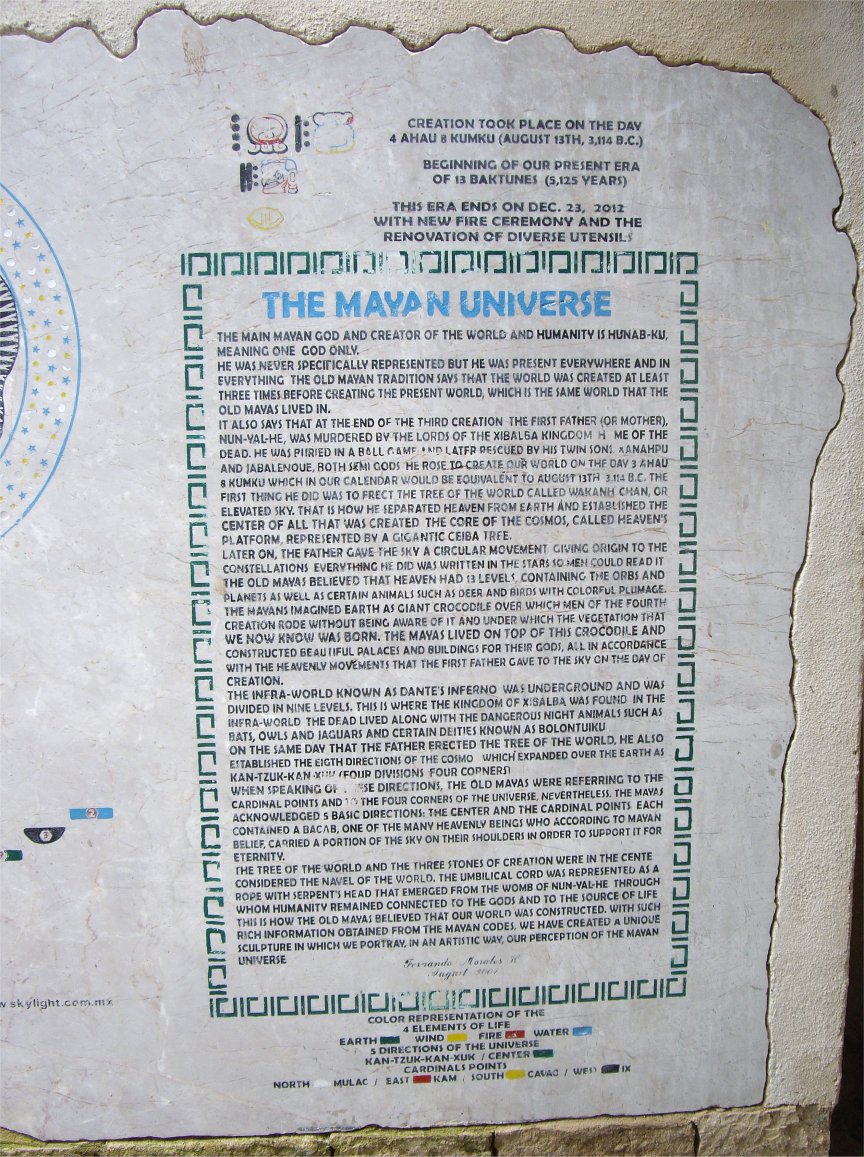 CREATION TOOK PLACE ON THE DAY
4 AHAU 8 KUMKU (AUGUST 13TH, 3,114 B.C.)
BEGINNING OF OUR PRESENT ERA
OF 13 BAKTUNES (5,125 YEARS)
THIS ERA ENDS ON DEC. 23, 2012
WITH NEW FIRE CEREMONY AND THE
RENOVATION OF DIVERSE UTENSILS
THE MAYAN UNIVERSE
THE MAIN MAYAN GOD AND CREATOR OF THE WORLD AND HUMANITY IS HUNAB-KU,
MEANING ONE GOD ONLY.
HE WAS NEVER SPECIFICALLY REPRESENTED BUT HE WAS PRESENT EVERYWHERE AND IN
EVERYTHING THE OLD MAYAN TRADITION SAYS THAT THE WORLD WAS CREATED AT LEAST
THREE TIMES BEFORE CREATING THE PRESENT WORLD, WHICH IS THE SAME WORLD THAT THE
OLD MAYAS LIVED IN.
IT ALSO SAYS THAT AT THE END OF THE THIRD CREATION THE FIRST FATHER (OR MOTHER),
NUN-YAL-HE, WAS MURDERED BY THE LORDS OF THE XIBALBA KINGDOM ME OF THE
DEAD. HE WAS BURIED IN A BALL GAME AND LATER RESCUED BY HIS TWIN SONS, XANAHPU
AND JABALENQUE, BOTH SEMI GODS HE ROSE TO CREATE OUR WORLD ON THE DAY 3 AHAU
8 KUMKU WHICH IN OUR CALENDAR WOULD BE EQUIVALENT TO AUGUST 13TH 3,114 B.C. THE
FIRST THING HE DID WAS TO ERECT THE TREE OF THE WORLD CALLED WAKANH CHAN, OR
ELEVATED SKY. THAT IS HOW HE SEPARATED HEAVEN FROM EARTH AND ESTABLISHED THE
CENTER OF ALL THAT WAS CREATED THE CORE OF THE COSMOS, CALLED HEAVEN'S
PLATFORM, REPRESENTED BY A GIGANTIC CEIBA TREE.
LATER ON, THE FATHER GAVE THE SKY A CIRCULAR MOVEMENT GIVING ORIGIN TO THE
CONSTELLATIONS EVERYTHING HE DID WAS WRITTEN IN THE STARS SO MEN COULD READ IT
THE OLD MAYAS BELIEVED THAT HEAVEN HAD 13 LEVELS, CONTAINING THE ORBS AND
PLANETS AS WELL AS CERTAIN ANIMALS SUCH AS DEER AND BIRDS WITH COLORFUL PLUMAGE.
THE MAYANS IMAGINED EARTH AS GIANT CROCODILE OVER WHICH MEN OF THE FOURTH
CREATION RODE WITHOUT BEING AWARE OF IT AND UNDER WHICH THE VEGETATION THAT
WE NOW KNOW WAS BORN. THE MAYAS LIVED ON TOP OF THIS CROCODILE AND
CONSTRUCTED BEAUTIFUL PALACES AND BUILDINGS FOR THEIR GODS, ALL IN ACCORDANCE
WITH THE HEAVENLY MOVEMENTS THAT THE FIRST FATHER GAVE TO THE SKY ON THE DAY OF
CREATION.
THE INFRA-WORLD KNOWN AS DANTE'S INFERNO WAS UNDERGROUND AND WAS
DIVIDED IN NINE LEVELS. THIS IS WHERE THE KINGDOM OF XIBALBA WAS FOUND IN THE
INFRA-WORLD THE DEAD LIVED ALONG WITH THE DANGEROUS NIGHT ANIMALS SUCH AS
BATS, OWLS AND JAGUARS AND CERTAIN DEITIES KNOWN AS BOLONTUIKU
ON THE SAME DAY THAT THE FATHER ERECTED THE TREE OF THE WORLD, HE ALSO
ESTABLISHED THE EIGTH DIRECTIONS OF THE COSMO WHICH EXPANDED OVER THE EARTH AS
KAN-TZUK-KAN-XUK (FOUR DIVISIONS FOUR CORNERS)
WHEN SPEAKING OF DIRECTIONS, THE OLD MAYAS WERE REFERRING TO THE
CARDINAL POINTS AND TO THE FOUR CORNERS OF THE UNIVERSE, NEVERTHELESS. THE MAYAS
ACKNOWLEDGED 5 BASIC DIRECTIONS: THE CENTER AND THE CARDINAL POINTS EACH
CONTAINED A BACAB, ONE OF THE MANY HEAVENLY BEINGS WHO ACCORDING TO MAYAN
BELIEF, CARRIED A PORTION OF THE SKY ON THEIR SHOULDERS IN ORDER TO SUPPORT IT FOR
ETERNITY.
THE TREE OF THE WORLD AND THE THREE STONES OF CREATION WERE IN THE CENTE
CONSIDERED THE NAVEL OF THE WORLD. THE UMBILICAL CORD WAS REPRESENTED AS A
ROPE WITH SERPENT'S HEAD THAT EMERGED FROM THE WOMB OF NUN-YAL-HE THROUGH
WHOM HUMANITY REMAINED CONNECTED TO THE GODS AND TO THE SOURCE OF LIFE
THIS IS HOW THE OLD MAYAS BELIEVED THAT OUR WORLD WAS CONSTRUCTED. WITH SUCH
RICH INFORMATION OBTAINED FROM THE MAYAN CODES, WE HAVE CREATED A UNIQUE
SCULPTURE IN WHICH WE PORTRAY, IN AN ARTISTIC WAY, OUR PERCEPTION OF THE MAYAN
UNIVERSE
Fernando Morales
August 2001
2
3
w.skylight.com.mx
COLOR REPRESENTATION OF THE
4 ELEMENTS OF LIFE
EARTH WIND FIRE WATER
5 DIRECTIONS OF THE UNIVERSE
KAN-TZUK-KAN-XUK / CENTER
CARDINALS POINTS
NORTH MULAC / EAST KAM / SOUTH CAVAC / WEST IX